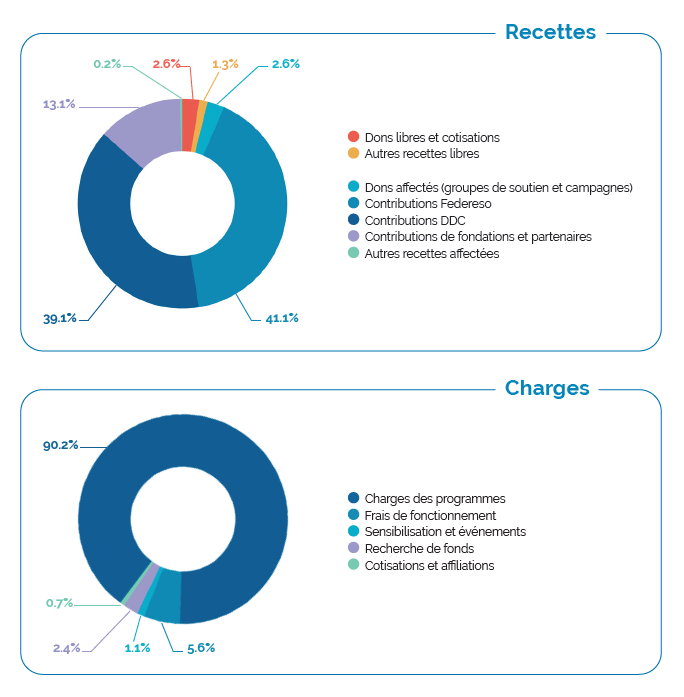 Recettes
0.2%
2.6%
1.3%
2.6%
13.1%
39.1%
41.1%
Dons libres et cotisations
Autres recettes libres
Dons affectés (groupes de soutien et campagnes)
Contributions Federeso
Contributions DDC
Contributions de fondations et partenaires
Autres recettes affectées
Charges
90.2%
0.7%
2.4%
1.1%
5.6%
Charges des programmes
Frais de fonctionnement
Sensibilisation et événements
Recherche de fonds
Cotisations et affiliations